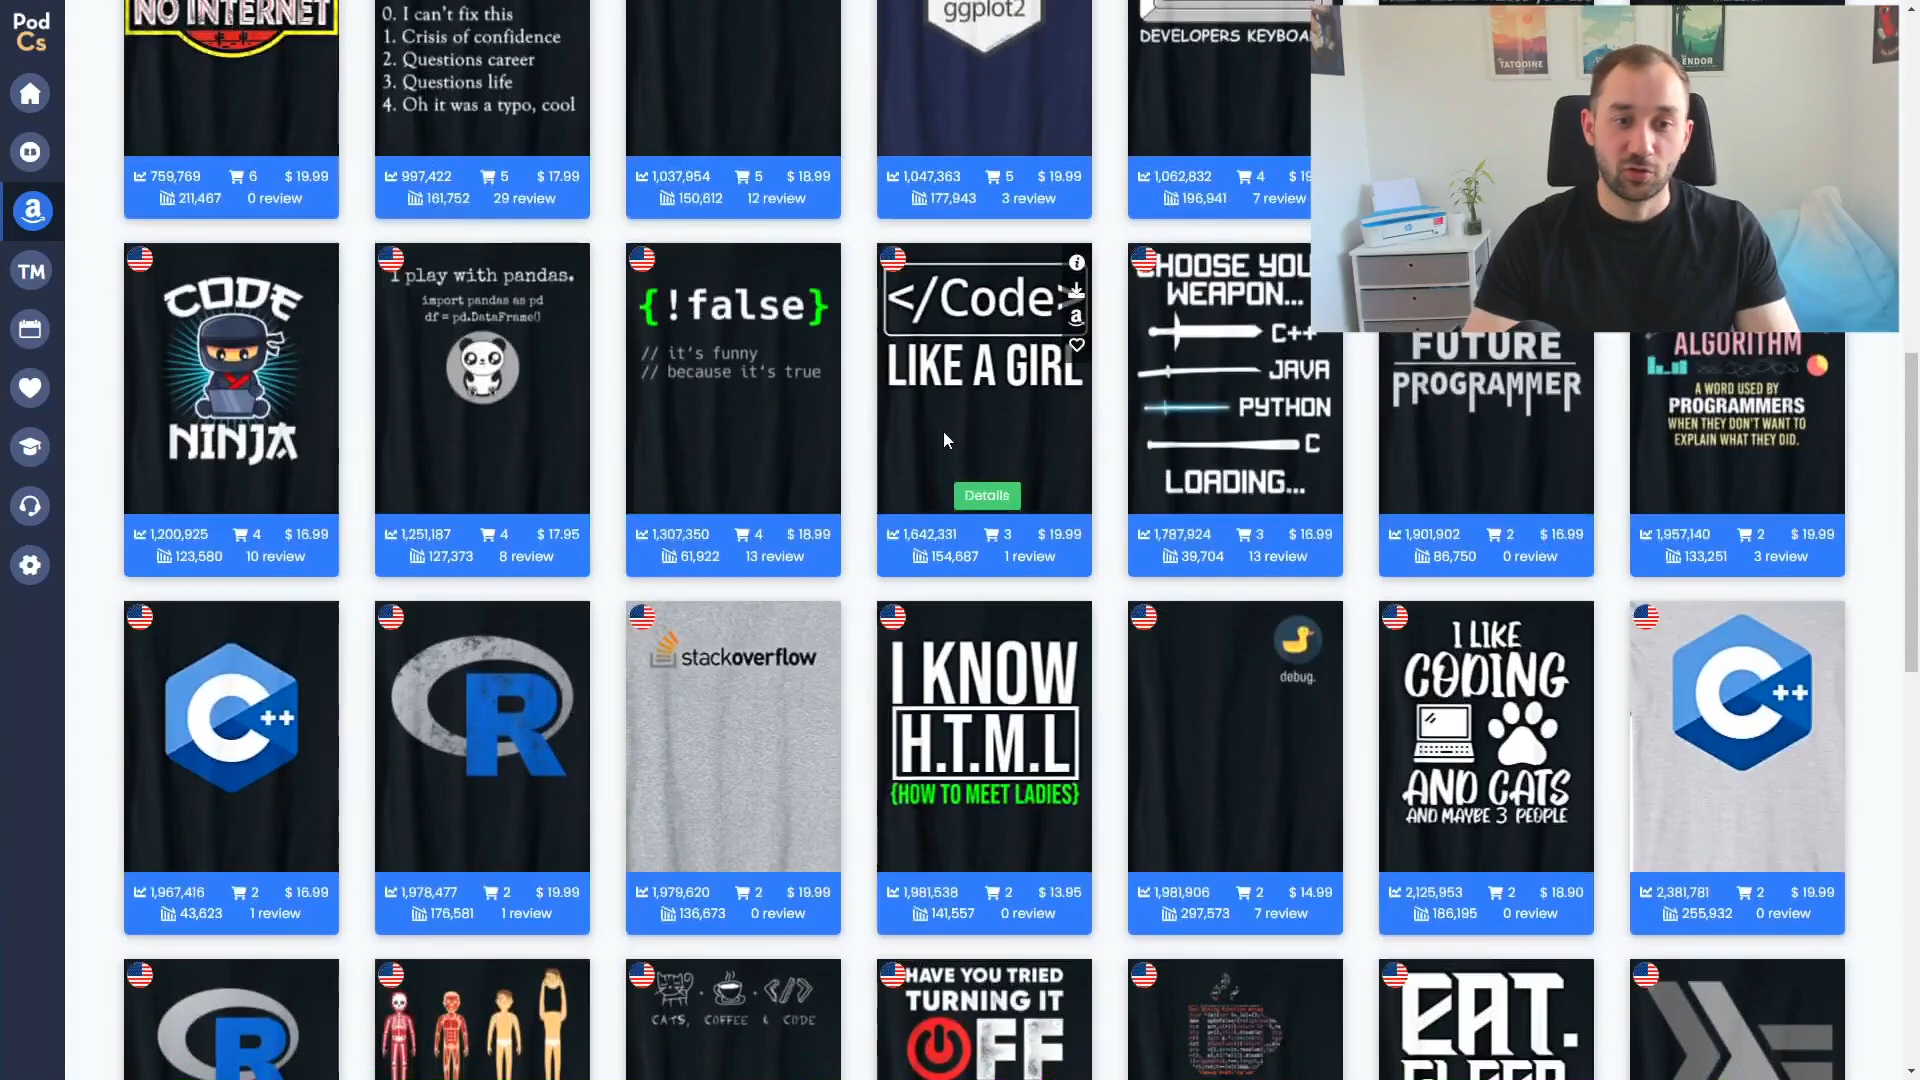 Pod
Cs
NO INTERNET
0. I can't fix this
1. Crisis of confidence
2. Questions career
3. Questions life
4. Oh it was a typo, cool
ggplot2
DEVELOPERS KEYBOA
759,769 6 $ 19.99
211,467 0 review
997,422 5 $ 17.99
161,752 29 review
1,037,954 5 $ 18.99
150,612 12 review
1,047,363 5 $ 19.99
177,943 3 review
1,062,832 4 $ 19
196,941 7 review
TATOOINE
ENDOR
hp
TM
CODE
NINJA
I play with pandas.
import pandas as pd
df = pd.DataFrame()
{!false}
// it's funny
// because it's true
</Code>
LIKE A GIRL
Details
CHOOSE YOU
WEAPON...
C++
JAVA
PYTHON
C
LOADING...
FUTURE
PROGRAMMER
ALGORITHM
A WORD USED BY
PROGRAMMERS
WHEN THEY DON'T WANT TO
EXPLAIN WHAT THEY DID.
1,200,925 4 $ 16.99
123,580 10 review
1,251,187 4 $ 17.95
127,373 8 review
1,307,350 4 $ 18.99
61,922 13 review
1,642,331 3 $ 19.99
154,687 1 review
1,787,924 3 $ 16.99
39,704 13 review
1,901,902 2 $ 16.99
86,750 0 review
1,957,140 2 $ 19.99
133,251 3 review
C++
R
stackoverflow
I KNOW
H.T.M.L
{HOW TO MEET LADIES}
debug.
I LIKE
CODING
AND CATS
AND MAYBE 3 PEOPLE
C++
1,967,416 2 $ 16.99
43,623 1 review
1,978,477 2 $ 19.99
176,581 1 review
1,979,620 2 $ 19.99
136,673 0 review
1,981,538 2 $ 13.95
141,557 0 review
1,981,906 2 $ 14.99
297,573 7 review
2,125,953 2 $ 18.90
186,195 0 review
2,381,781 2 $ 19.99
255,932 0 review
R
CATS, COFFEE & CODE
HAVE YOU TRIED
TURNING IT
OFF
EAT.
SLEEP